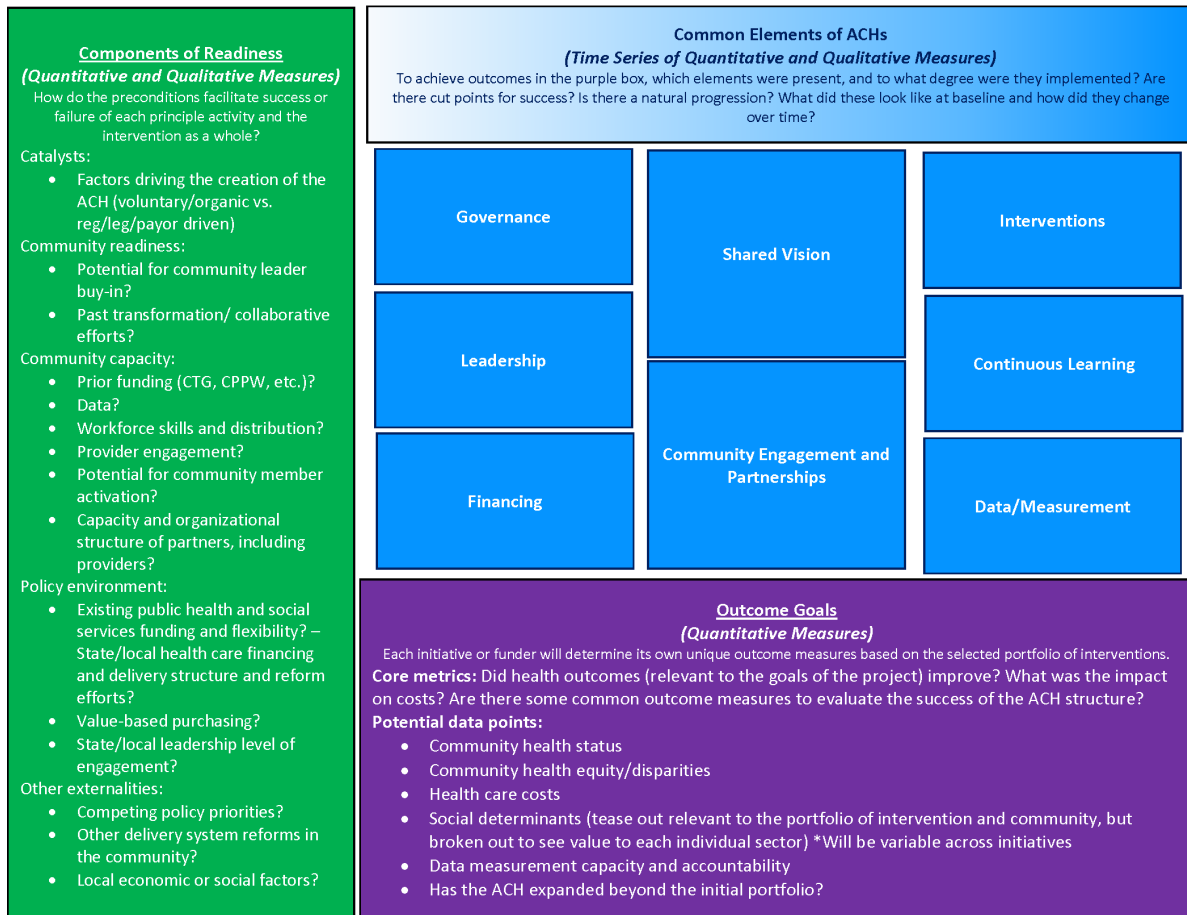 Components of Readiness
(Quantitative and Qualitative Measures)
How do the preconditions facilitate success or
failure of each principle activity and the
intervention as a whole?
Catalysts:
• Factors driving the creation of the
ACH (voluntary/organic vs.
reg/leg/payor driven)
Community readiness:
• Potential for community leader
buy-in?
• Past transformation/ collaborative
efforts?
Community capacity:
• Prior funding (CTG, CPPW, etc.)?
• Data?
• Workforce skills and distribution?
• Provider engagement?
• Potential for community member
activation?
• Capacity and organizational
structure of partners, including
providers?
Policy environment:
• Existing public health and social
services funding and flexibility? –
State/local health care financing
and delivery structure and reform
efforts?
• Value-based purchasing?
• State/local leadership level of
engagement?
Other externalities:
• Competing policy priorities?
• Other delivery system reforms in
the community?
• Local economic or social factors?
Common Elements of ACHs
(Time Series of Quantitative and Qualitative Measures)
To achieve outcomes in the purple box, which elements were present, and to what degree were they implemented? Are
there cut points for success? Is there a natural progression? What did these look like at baseline and how did they change
over time?
Governance
Leadership
Financing
Shared Vision
Community Engagement and
Partnerships
Interventions
Continuous Learning
Data/Measurement
Outcome Goals
(Quantitative Measures)
Each initiative or funder will determine its own unique outcome measures based on the selected portfolio of interventions.
Core metrics: Did health outcomes (relevant to the goals of the project) improve? What was the impact
on costs? Are there some common outcome measures to evaluate the success of the ACH structure?
Potential data points:
• Community health status
• Community health equity/disparities
• Health care costs
• Social determinants (tease out relevant to the portfolio of intervention and community, but
broken out to see value to each individual sector) *Will be variable across initiatives
• Data measurement capacity and accountability
• Has the ACH expanded beyond the initial portfolio?